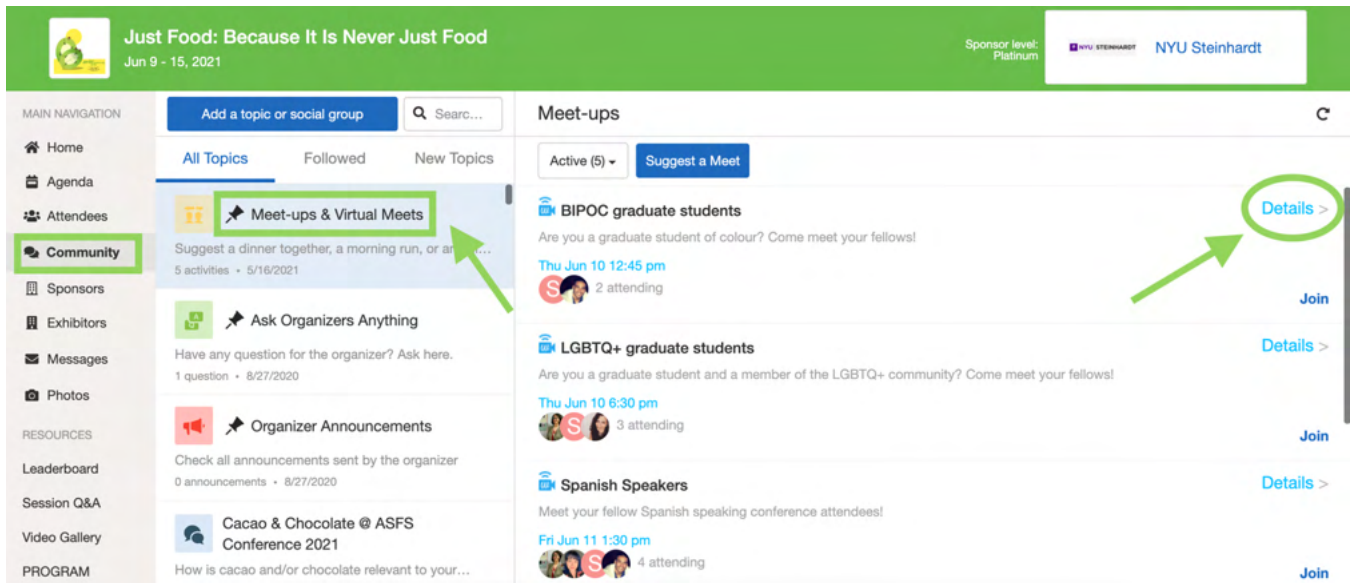 Just Food: Because It Is Never Just Food
Jun 9 - 15, 2021
Sponsor level:
Platinum
NYU STEINHARDT
NYU Steinhardt
MAIN NAVIGATION
Home
Agenda
Attendees
Community
Sponsors
Exhibitors
Messages
Photos
RESOURCES
Leaderboard
Session Q&A
Video Gallery
PROGRAM
Add a topic or social group
Searc...
All Topics
Followed
New Topics
Meet-ups & Virtual Meets
Suggest a dinner together, a morning run, or
5 activities • 5/16/2021
Ask Organizers Anything
Have any question for the organizer? Ask here.
1 question • 8/27/2020
Organizer Announcements
Check all announcements sent by the organizer
0 announcements • 8/27/2020
Cacao & Chocolate @ ASFS
Conference 2021
How is cacao and/or chocolate relevant to your...
Meet-ups
Active (5)
Suggest a Meet
BIPOC graduate students
Details >
Are you a graduate student of colour? Come meet your fellows!
Thu Jun 10 12:45 pm
S
2 attending
Join
LGBTQ+ graduate students
Details >
Are you a graduate student and a member of the LGBTQ+ community? Come meet your fellows!
Thu Jun 10 6:30 pm
S
3 attending
Join
Spanish Speakers
Details >
Meet your fellow Spanish speaking conference attendees!
Fri Jun 11 1:30 pm
S
4 attending
Join